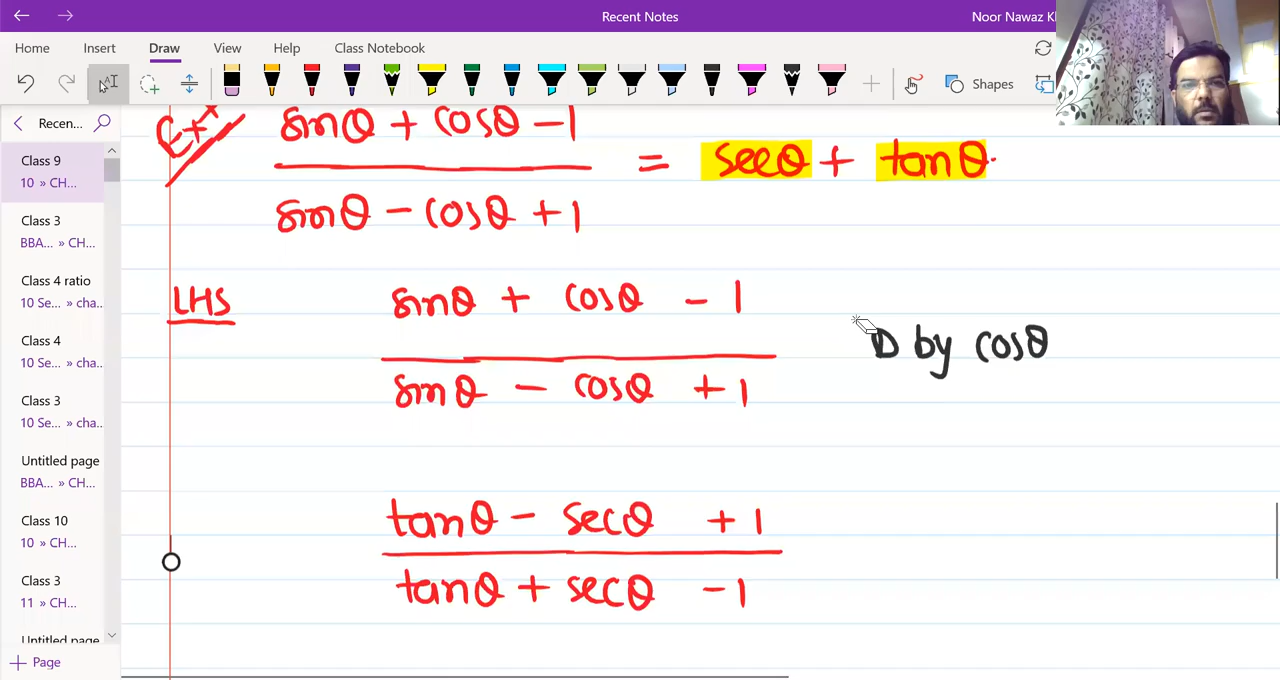 Recent Notes
Noor Nawaz Kh
Home Insert Draw View Help Class Notebook
Shapes
Recen...
Class 9
10 » CH...
Class 3
BBA... » CH...
Class 4 ratio
10 Se... » cha...
Class 4
10 Se... » cha...
Class 3
10 Se... » cha...
Untitled page
BBA... » CH...
Class 10
10 » CH...
Class 3
11 » CH...
Untitled page
Page
sinθ + cosθ - 1
= secθ + tanθ.
sinθ - cosθ + 1
LHS
sinθ + cosθ - 1
D by cosθ
sinθ - cosθ + 1
tanθ - secθ + 1
tanθ + secθ - 1